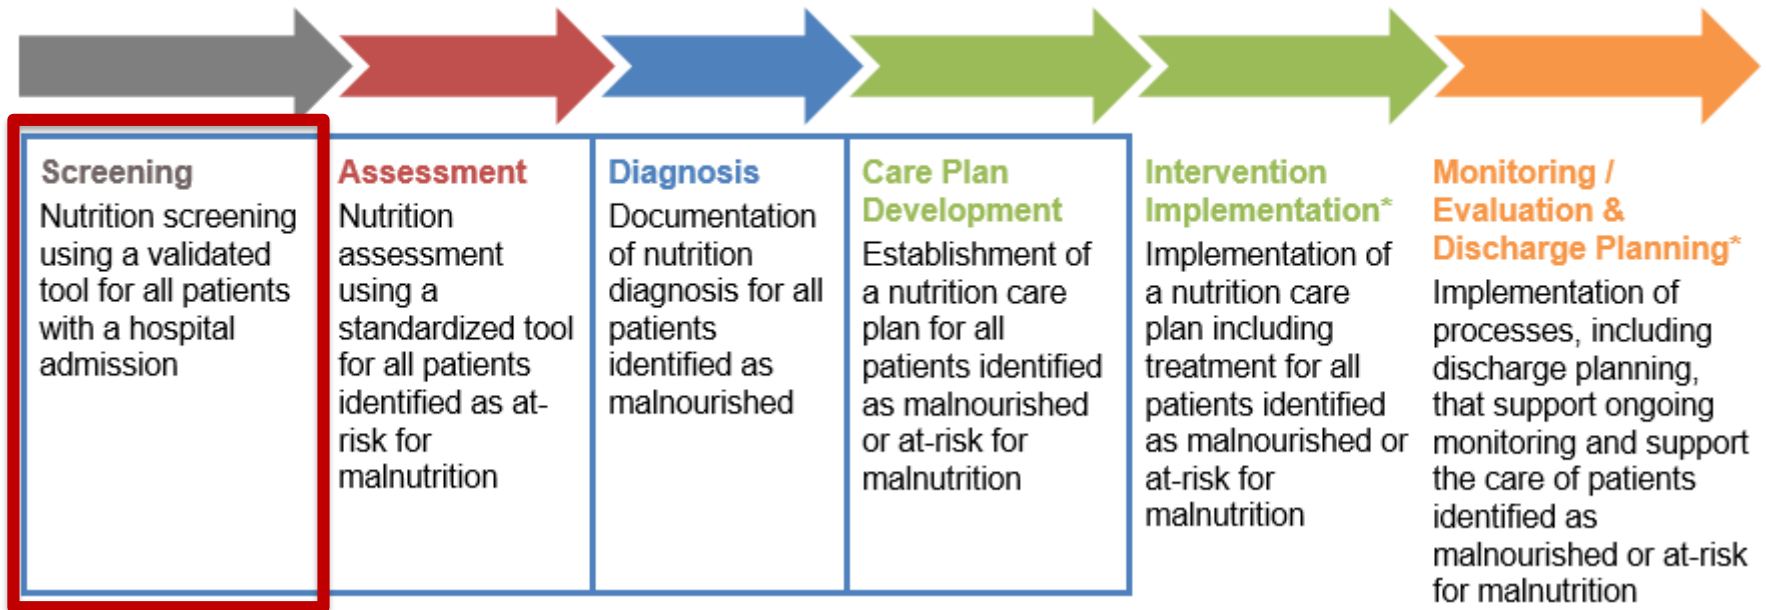 Screening
Nutrition screening
using a validated
tool for all patients
with a hospital
admission
Assessment
Nutrition
assessment
using a
standardized tool
for all patients
identified as at-
risk for
malnutrition
Diagnosis
Documentation
of nutrition
diagnosis for all
patients
identified as
malnourished
Care Plan
Development
Establishment of
a nutrition care
plan for all
patients identified
as malnourished
or at-risk for
malnutrition
Intervention
Implementation*
Implementation of
a nutrition care
plan including
treatment for all
patients identified
as malnourished or
at-risk for
malnutrition
Monitoring /
Evaluation &
Discharge Planning*
Implementation of
processes, including
discharge planning,
that support ongoing
monitoring and support
the care of patients
identified as
malnourished or at-risk
for malnutrition